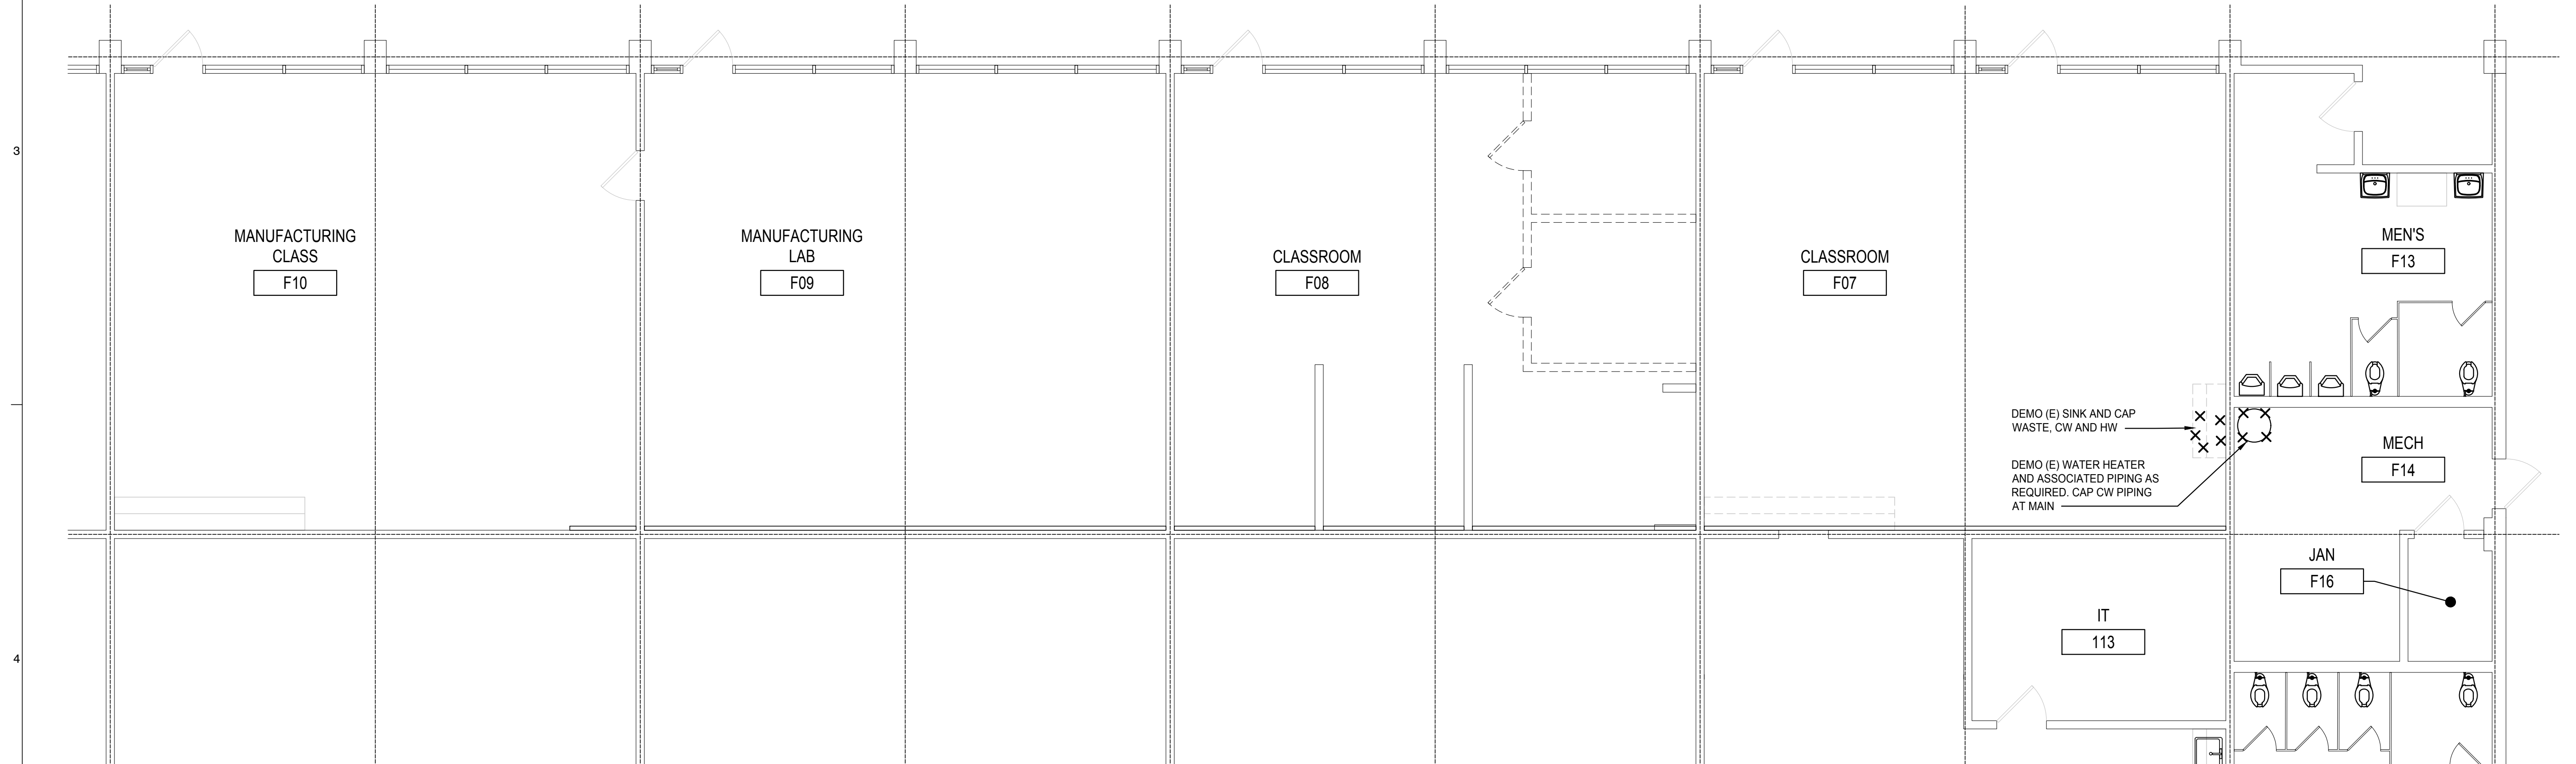 3
MANUFACTURING
CLASS
F10
MANUFACTURING
LAB
F09
CLASSROOM
F08
CLASSROOM
F07
MEN'S
F13
DEMO (E) SINK AND CAP
WASTE, CW AND HW
DEMO (E) WATER HEATER
AND ASSOCIATED PIPING AS
REQUIRED. CAP CW PIPING
AT MAIN
MECH
F14
JAN
F16
IT
113
4